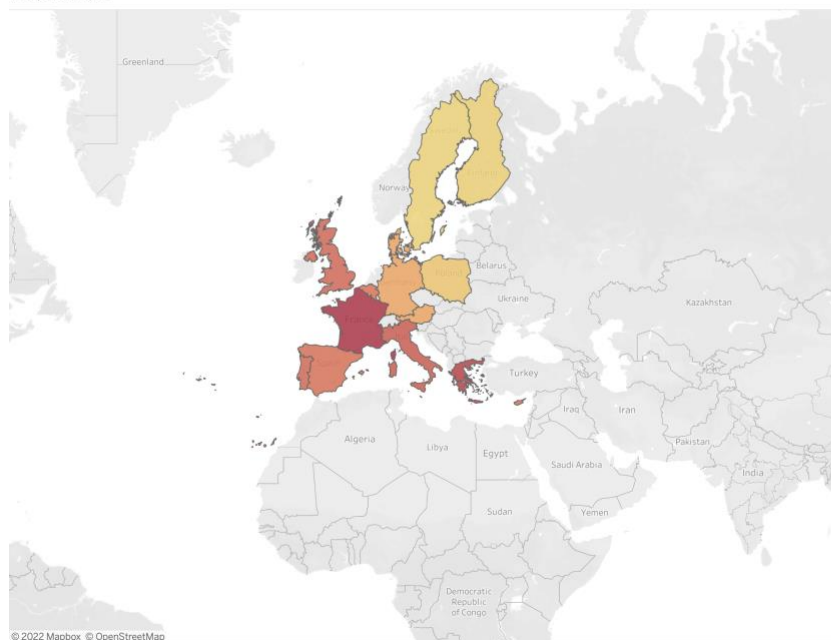 Greenland
Norway
Belarus
Ukraine
Kazakhstan
France
Turkey
Algeria
Libya
Egypt
Iraq
Iran
Pakistan
Saudi Arabia
India
Sudan
Yemen
Democratic
Republic
of Congo
© 2022 Mapbox © OpenStreetMap